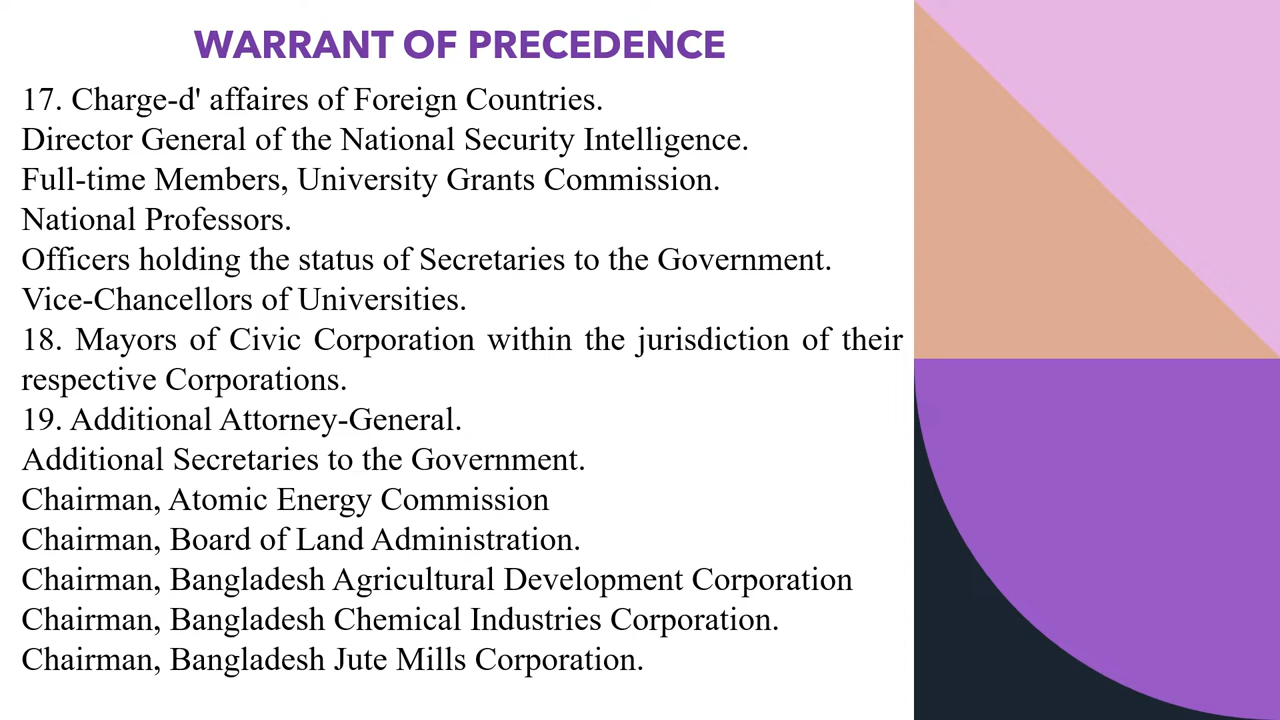 WARRANT OF PRECEDENCE
17. Charge-d' affaires of Foreign Countries.
Director General of the National Security Intelligence.
Full-time Members, University Grants Commission.
National Professors.
Officers holding the status of Secretaries to the Government.
Vice-Chancellors of Universities.
18. Mayors of Civic Corporation within the jurisdiction of their
respective Corporations.
19. Additional Attorney-General.
Additional Secretaries to the Government.
Chairman, Atomic Energy Commission
Chairman, Board of Land Administration.
Chairman, Bangladesh Agricultural Development Corporation
Chairman, Bangladesh Chemical Industries Corporation.
Chairman, Bangladesh Jute Mills Corporation.